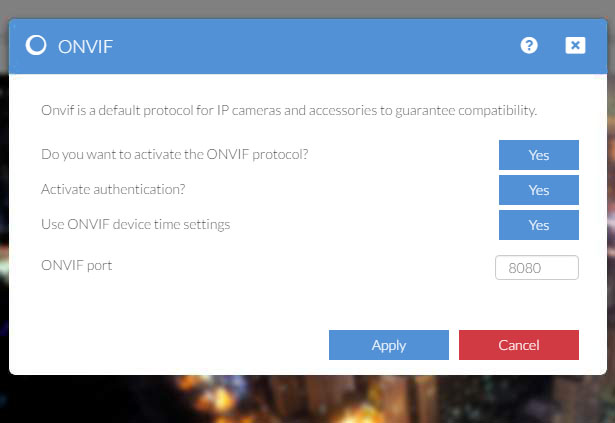 ONVIF
Onvif is a default protocol for IP cameras and accessories to guarantee compatibility.
Do you want to activate the ONVIF protocol? Yes
Activate authentication? Yes
Use ONVIF device time settings Yes
ONVIF port 8080
Apply Cancel